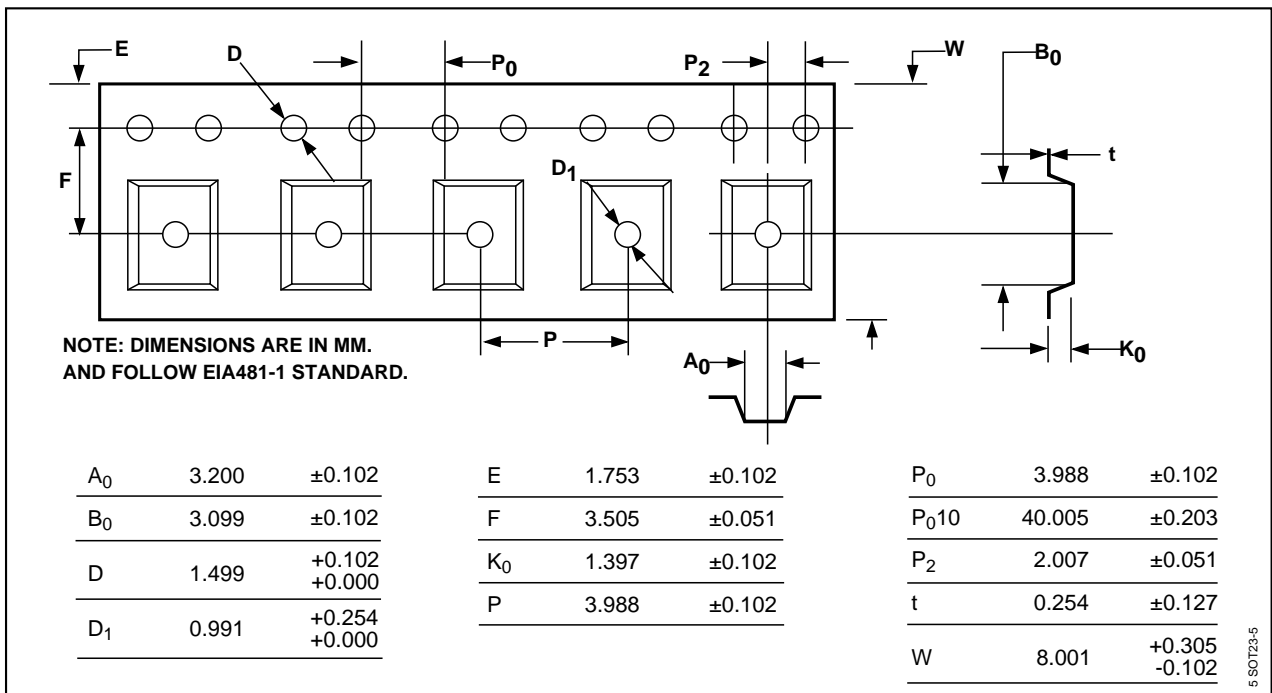 E
D
P0
P2
W
B0
t
F
D1
NOTE: DIMENSIONS ARE IN MM.
AND FOLLOW EIA481-1 STANDARD.
P
A0
K0
A0 3.200 ±0.102
B0 3.099 ±0.102
D 1.499 +0.102
+0.000
D1 0.991 +0.254
+0.000
E 1.753 ±0.102
F 3.505 ±0.051
K0 1.397 ±0.102
P 3.988 ±0.102
P0 3.988 ±0.102
P010 40.005 ±0.203
P2 2.007 ±0.051
t 0.254 ±0.127
W 8.001 +0.305
-0.102
5 SOT23-5